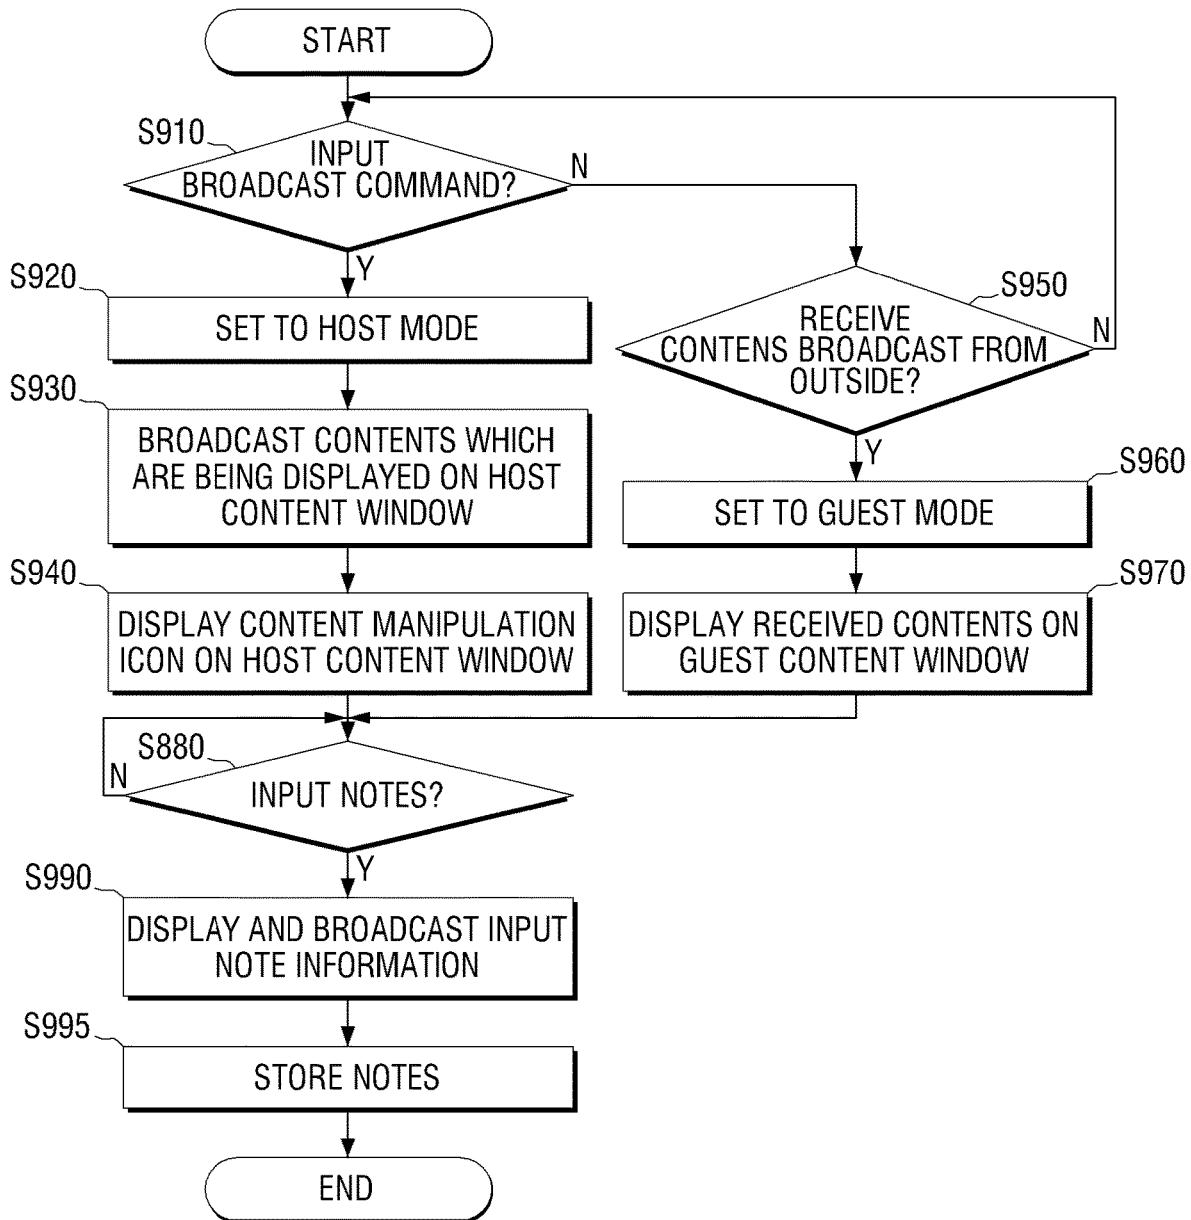 START
S910
INPUT
BROADCAST COMMAND?
N
Y
S920
SET TO HOST MODE
S950
RECEIVE
CONTENS BROADCAST FROM
OUTSIDE?
N
Y
S930
BROADCAST CONTENTS WHICH
ARE BEING DISPLAYED ON HOST
CONTENT WINDOW
S960
SET TO GUEST MODE
S940
DISPLAY CONTENT MANIPULATION
ICON ON HOST CONTENT WINDOW
S970
DISPLAY RECEIVED CONTENTS ON
GUEST CONTENT WINDOW
S880
N
INPUT NOTES?
Y
S990
DISPLAY AND BROADCAST INPUT
NOTE INFORMATION
S995
STORE NOTES
END